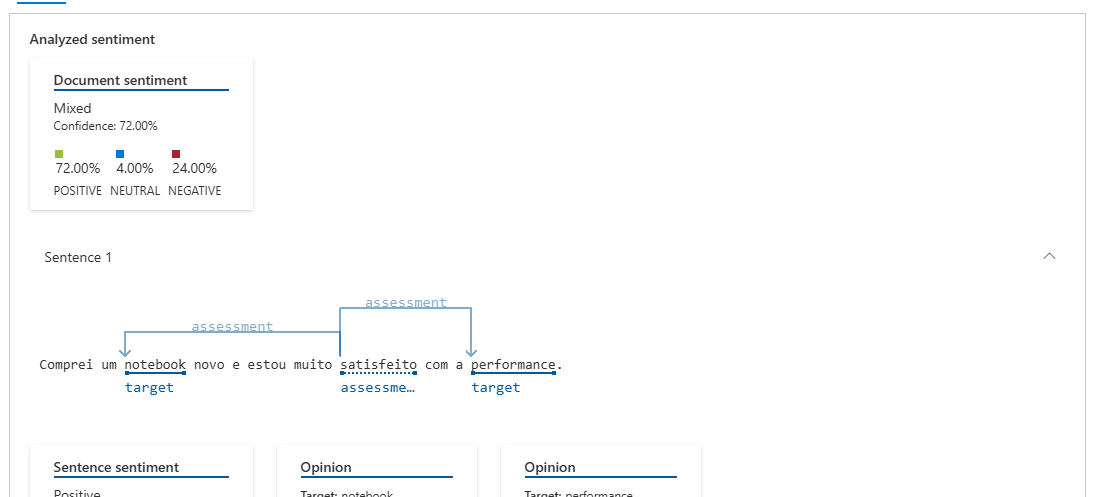 Analyzed sentiment
Document sentiment
Mixed
Confidence: 72.00%
72.00% 4.00% 24.00%
POSITIVE NEUTRAL NEGATIVE
Sentence 1
assessment
assessment
Comprei um notebook novo e estou muito satisfeito com a performance.
target assessme… target
Sentence sentiment Opinion Opinion
Positive Target: notebook Target: performance